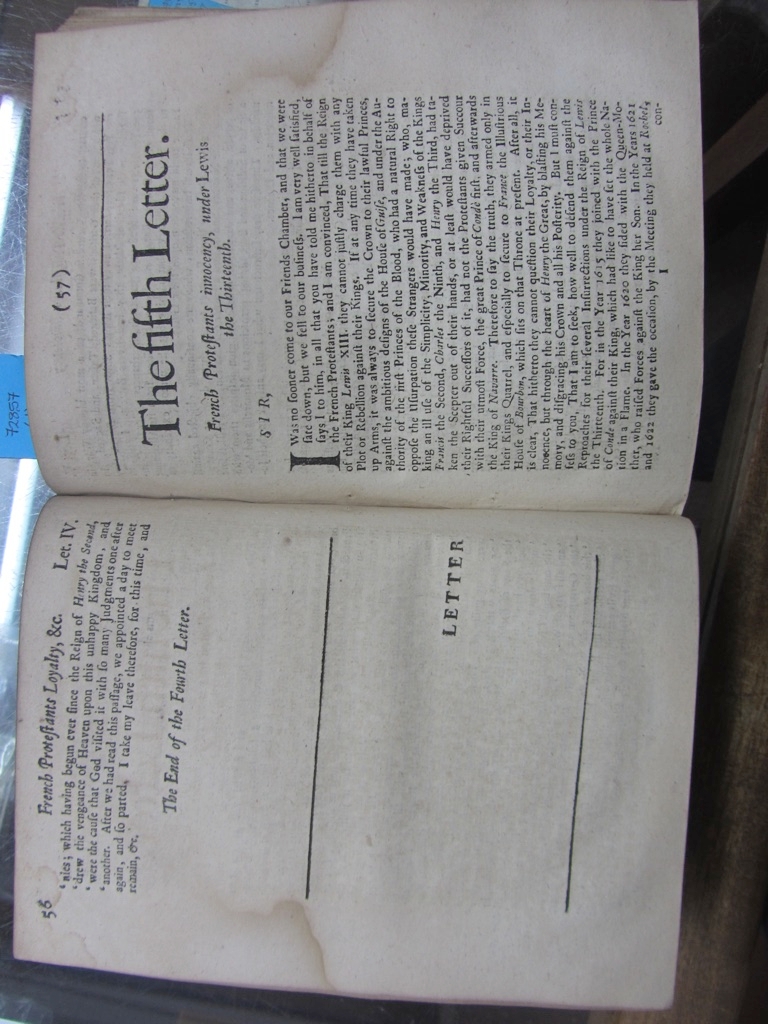 56 French Proteſtants Loyalty, &c. Let. IV.
‘nies; which having begun ever ſince the Reign of Henry the Second,
‘drew the vengeance of Heaven upon this unhappy Kingdom, and
‘were the cauſe that God viſited it with ſo many Judgments one after
‘another. After we had read this paſſage, we appointed a day to meet
again, and ſo parted. I take my leave therefore, for this time, and
remain, &c.
The End of the Fourth Letter.
LETTER
72857
(57)
The fifth Letter.
French Proteſtants innocency, under Lewis
the Thirteenth.
SIR,
I Was no ſooner come to our Friends Chamber, and that we were
ſate down, but we fell to our buſineſs. I am very well ſatisfied,
ſays I to him, in all that you have told me hitherto in behalf of
the French Proteſtants; and I am convinced, That till the Reign
of their King Lewis XIII. they cannot juſtly charge them with any
Plot or Rebellion againſt their Kings. If at any time they have taken
up Arms, it was always to ſecure the Crown to their lawful Princes,
againſt the ambitious deſigns of the Houſe of Guiſe, and under the Au-
thority of the firſt Princes of the Blood, who had a natural Right to
oppoſe the Uſurpation theſe Strangers would have made; who, ma-
king an ill uſe of the Simplicity, Minority, and Weakneſs of the Kings
Francis the Second, Charles the Ninth, and Henry the Third, had ta-
ken the Scepter out of their hands, or at leaſt would have deprived
their Rightful Succeſſors of it, had not the Proteſtants given Succour
with their utmoſt Force, the great Prince of Condé firſt, and afterwards
the King of Navarre. Therefore to ſay the truth, they armed only in
their Kings Quarrel, and eſpecially to ſecure to France the Illuſtrious
Houſe of Bourbon, which ſits on that Throne at preſent. After all, it
is clear, that hitherto they cannot queſtion their Loyalty, or their In-
nocence, but through the heart of Henry the Great, by blaſting his Me-
mory, and diſgracing his Crown and all his Poſterity. But I muſt con-
feſs to you, That I am to ſeek, how well to defend them againſt the
Reproaches for their ſeveral Inſurrections under the Reign of Lewis
the Thirteenth. For in the Year 1615 they joined with the Prince
of Condé againſt their King, which had like to have ſet the whole Na-
tion in a Flame. In the Year 1620 they ſided with the Queen-Mo-
ther, who raiſed Forces againſt the King her Son. In the Years 1621
and 1622 they gave the occaſion, by the Meeting they held at Rochel,
I con-